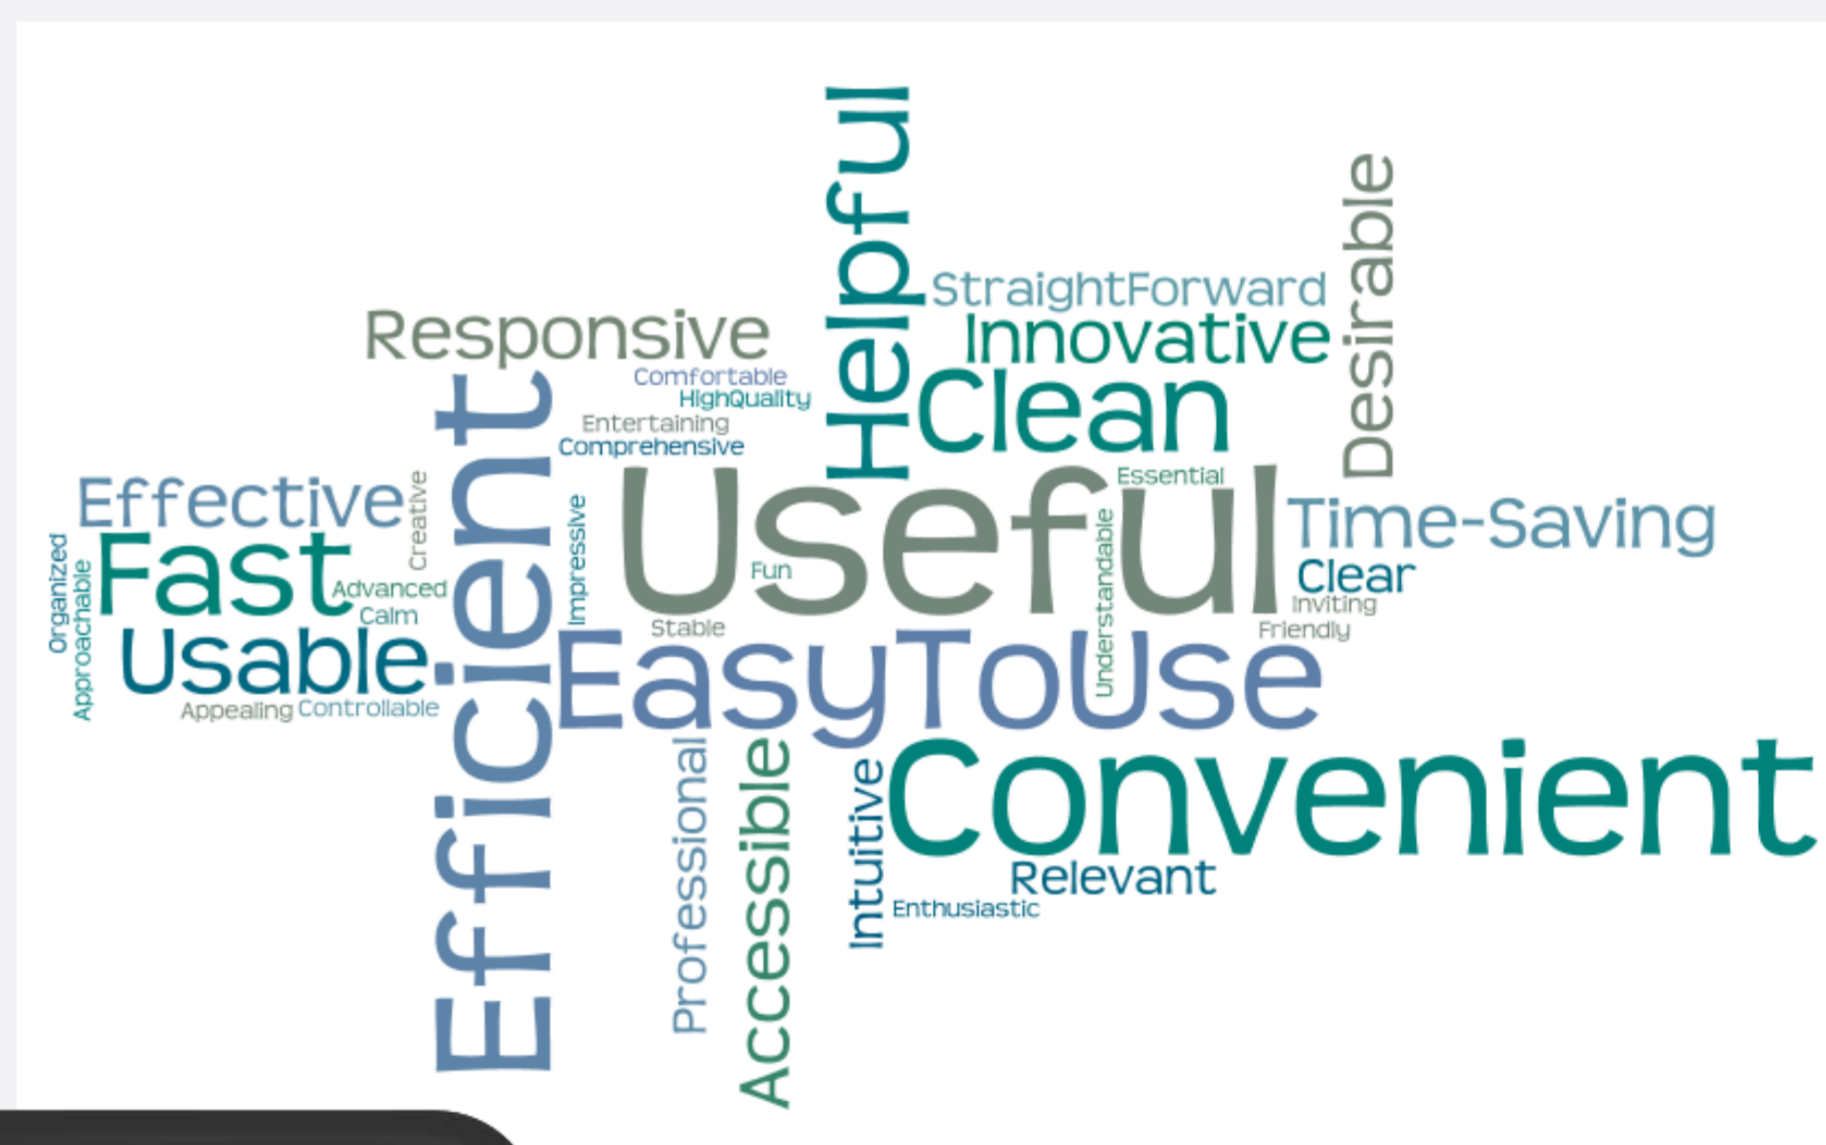 Helpful
Desirable
StraightForward
Responsive
Innovative
Comfortable
Clean
HighQuality
Efficient
Entertaining
Comprehensive
Useful
Essential
Effective
Creative
Impressive
Time-Saving
Understandable
Organized
Fast
Approachable
Fun
Clear
Advanced
Inviting
Calm
Stable
Friendly
Usable
EasyToUse
Appealing
Controllable
Professional
Accessible
Convenient
Intuitive
Relevant
Enthusiastic